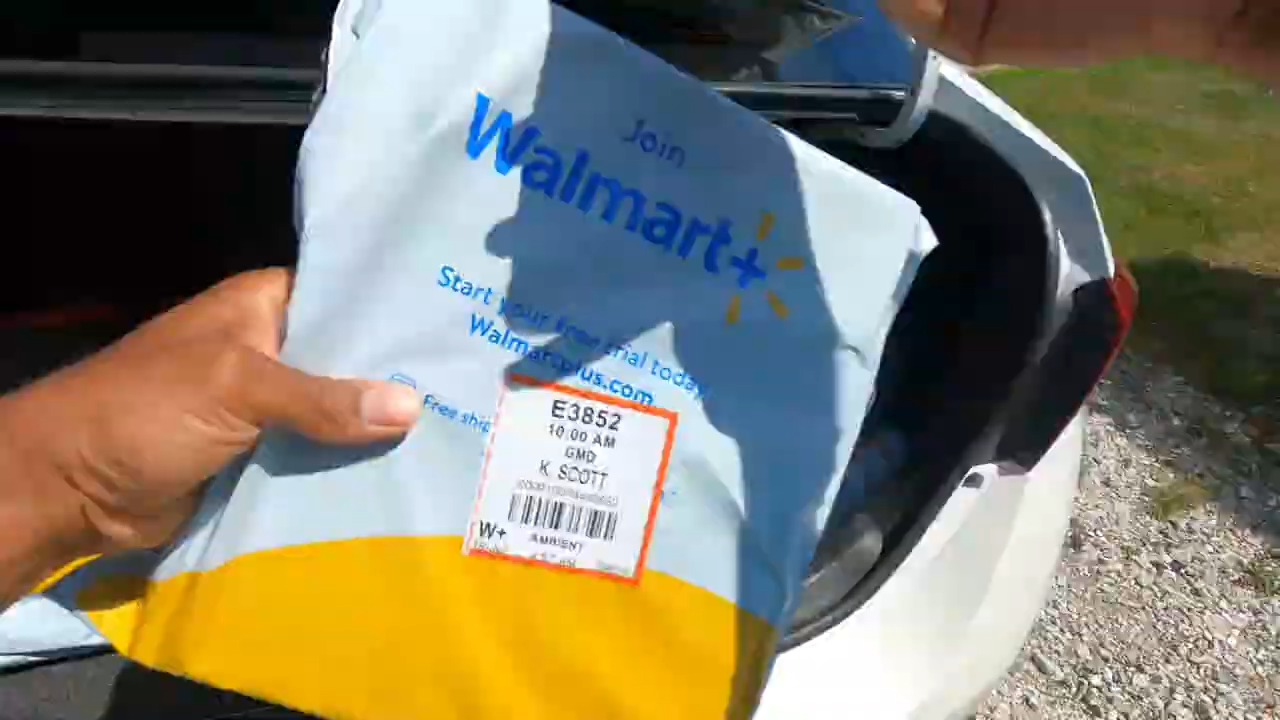 Join
Walmart+
Start your free trial today
Walmartplus.com
Free ship
E3852
10:00 AM
GMD
K. SCOTT
W+
AMBIENT